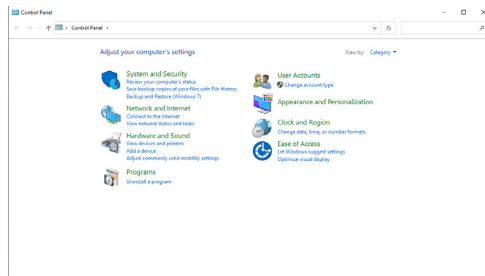 Control Panel
Control Panel
Adjust your computer's settings
View by: Category
System and Security
Review your computer's status
Save backup copies of your files with File History
Backup and Restore (Windows 7)
Network and Internet
Connect to the Internet
View network status and tasks
Hardware and Sound
View devices and printers
Add a device
Adjust commonly used mobility settings
Programs
Uninstall a program
User Accounts
Change account type
Appearance and Personalization
Clock and Region
Change date, time, or number formats
Ease of Access
Let Windows suggest settings
Optimize visual display